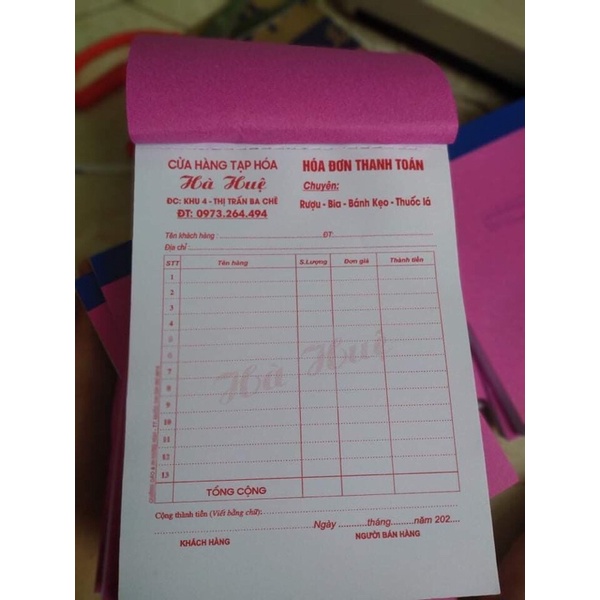 CỬA HÀNG TẠP HÓA
Hà Huệ
ĐC: KHU 4 - THỊ TRẤN BA CHẼ
ĐT: 0973.264.494
HÓA ĐƠN THANH TOÁN
Chuyên:
Rượu - Bia - Bánh Kẹo - Thuốc lá
Tên khách hàng : ĐT:
Địa chỉ :
STT Tên hàng S.Lượng Đơn giá Thành tiền
1
2
3
4
5
6
7
8
9
10
11
12
13
Hà Huệ
TỔNG CỘNG
Cộng thành tiền (Viết bằng chữ):
Ngày ...........tháng.........năm 202....
KHÁCH HÀNG NGƯỜI BÁN HÀNG